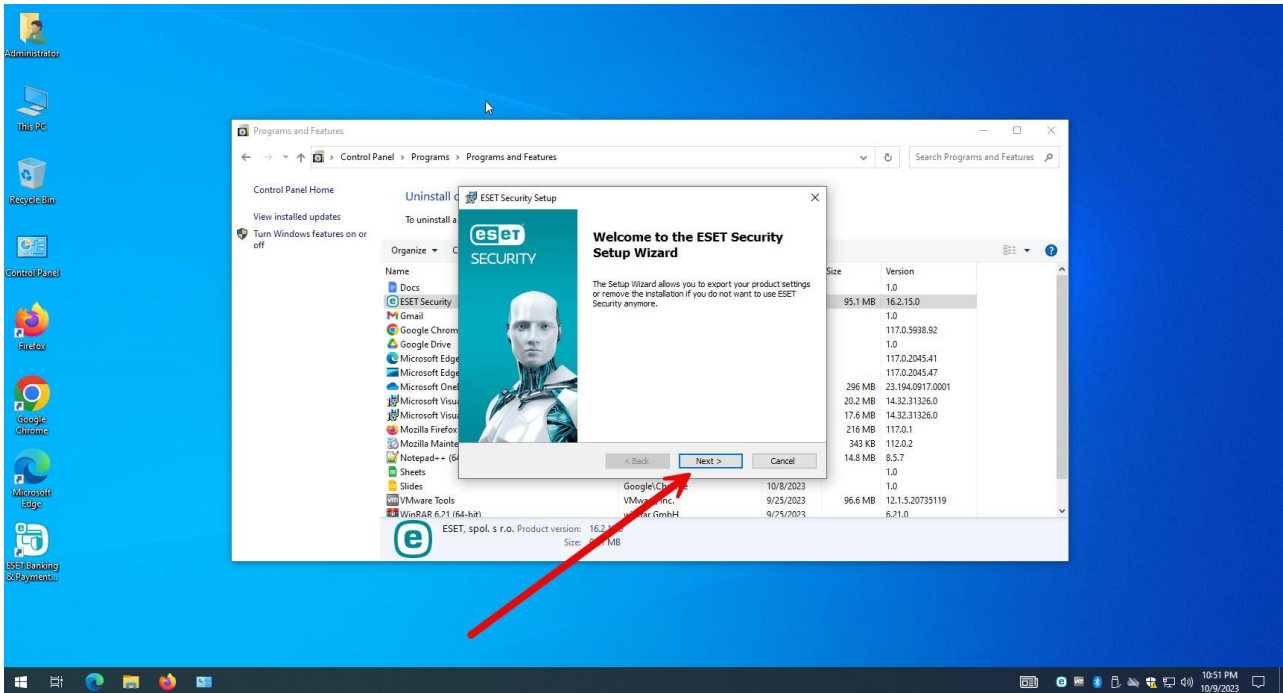 Administrator
This PC
Recycle Bin
Control Panel
Firefox
Google
Chrome
Microsoft
Edge
ESET Banking
& Payment...
Programs and Features
Control Panel > Programs > Programs and Features
Search Programs and Features
Control Panel Home
View installed updates
Turn Windows features on or
off
Uninstall
To uninstall a
Organize
Name
Size
Version
Docs
1.0
ESET Security
95.1 MB
16.2.15.0
Gmail
1.0
Google Chrom
117.0.5938.92
Google Drive
1.0
Microsoft Edge
117.0.2045.41
Microsoft Edge
117.0.2045.47
Microsoft One
296 MB
23.194.0917.0001
Microsoft Visu
20.2 MB
14.32.31326.0
Microsoft Visu
17.6 MB
14.32.31326.0
Mozilla Firefox
216 MB
117.0.1
Mozilla Mainte
343 KB
112.0.2
Notepad++ (64
14.8 MB
8.5.7
Sheets
1.0
Slides
10/8/2023
1.0
VMware Tools
9/25/2023
96.6 MB
12.1.5.20735119
WinRAR 6.21 (64-bit)
9/25/2023
6.21.0
ESET, spol. s r.o. Product version:
Size:
ESET Security Setup
eset
SECURITY
Welcome to the ESET Security
Setup Wizard
The Setup Wizard allows you to export your product settings
or remove the installation if you do not want to use ESET
Security anymore.
< Back
Next >
Cancel
10:51 PM
10/9/2023